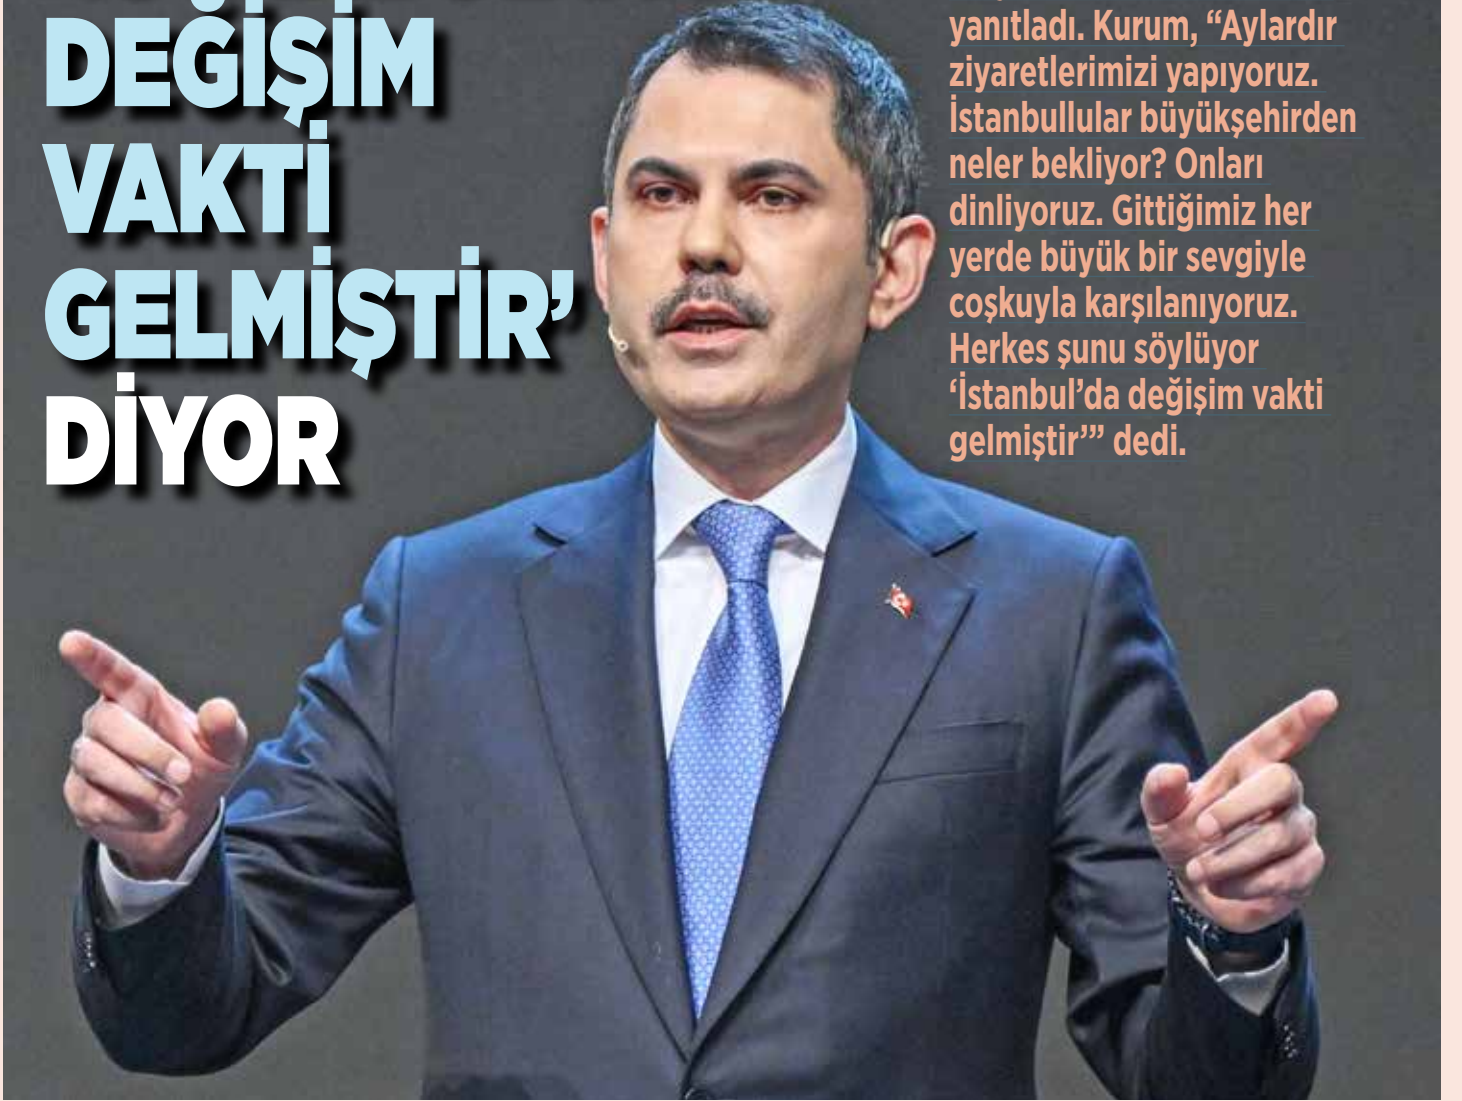 DEĞİŞİM
VAKTİ
GELMİŞTİR’
DİYOR
yanıtladı. Kurum, “Aylardır
ziyaretlerimizi yapıyoruz.
İstanbullular büyükşehirden
neler bekliyor? Onları
dinliyoruz. Gittiğimiz her
yerde büyük bir sevgiyle
coşkuyla karşılanıyoruz.
Herkes şunu söylüyor
‘İstanbul’da değişim vakti
gelmiştir’” dedi.